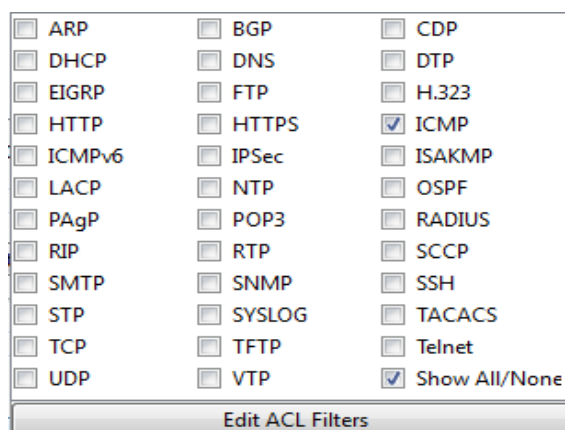 ARP BGP CDP
DHCP DNS DTP
EIGRP FTP H.323
HTTP HTTPS ICMP
ICMPv6 IPSec ISAKMP
LACP NTP OSPF
PAgP POP3 RADIUS
RIP RTP SCCP
SMTP SNMP SSH
STP SYSLOG TACACS
TCP TFTP Telnet
UDP VTP Show All/None
Edit ACL Filters